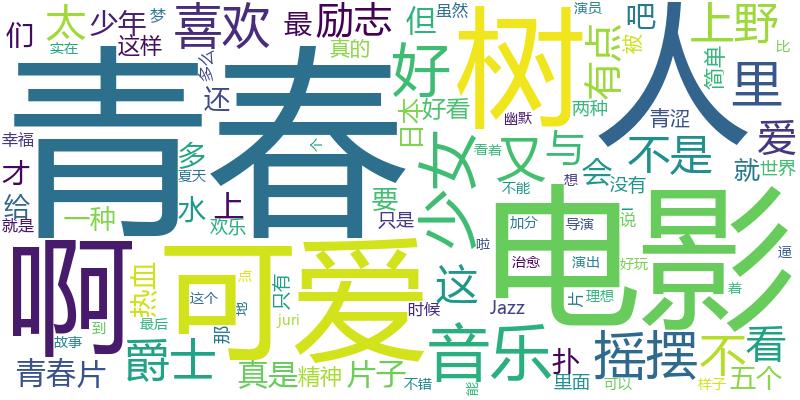 们
太
少年
梦
喜欢
最
励志
但
虽然
演员
吧
上野
实在
这样
多么
真的
好
树
有点
被
人
比
青春
还
日本
好看
幽默
两种
简单
里
青涩
幸福
才
多
夏天
个
少女
看着
又
与
会
不是
爱
给
就是
一种
水
上
欢乐
要
只是
不能
想
没有
就
世界
啊
可爱
热血
这个
点
跑
那
只有
时候
这
啦
电影
加分
导演
说
治愈
演出
好玩
逼
juri
Jazz
片
理想
着
故事
到
最后
爵士
音乐
扑
摇摆
不
看
青春片
真是
精神
片子
不错
能
里面
可以
样子
五个